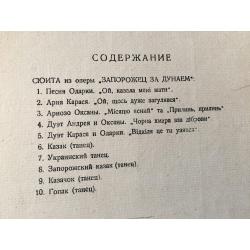 СОДЕРЖАНИЕ
СЮИТА из оперы „ЗАПОРОЖЕЦ ЗА ДУНАЕМ“:
1. Песня Одарки. „Ой, казала мені мати“.
2. Ария Карася. „Ой, щось дуже загулявся“.
3. Ариозо Оксаны. „Місяцю ясний“ та „Прилинь, прилинь“
4. Дуэт Андрея и Оксаны. „Чорна хмара зза діброви“
5. Дуэт Карася и Одарки. „Відкіля це ти узявся“.
6. Казак (танец).
7. Украинский танец.
8. Запорожский казак (танец).
9. Казачок (танец).
10. Гопак (танец).